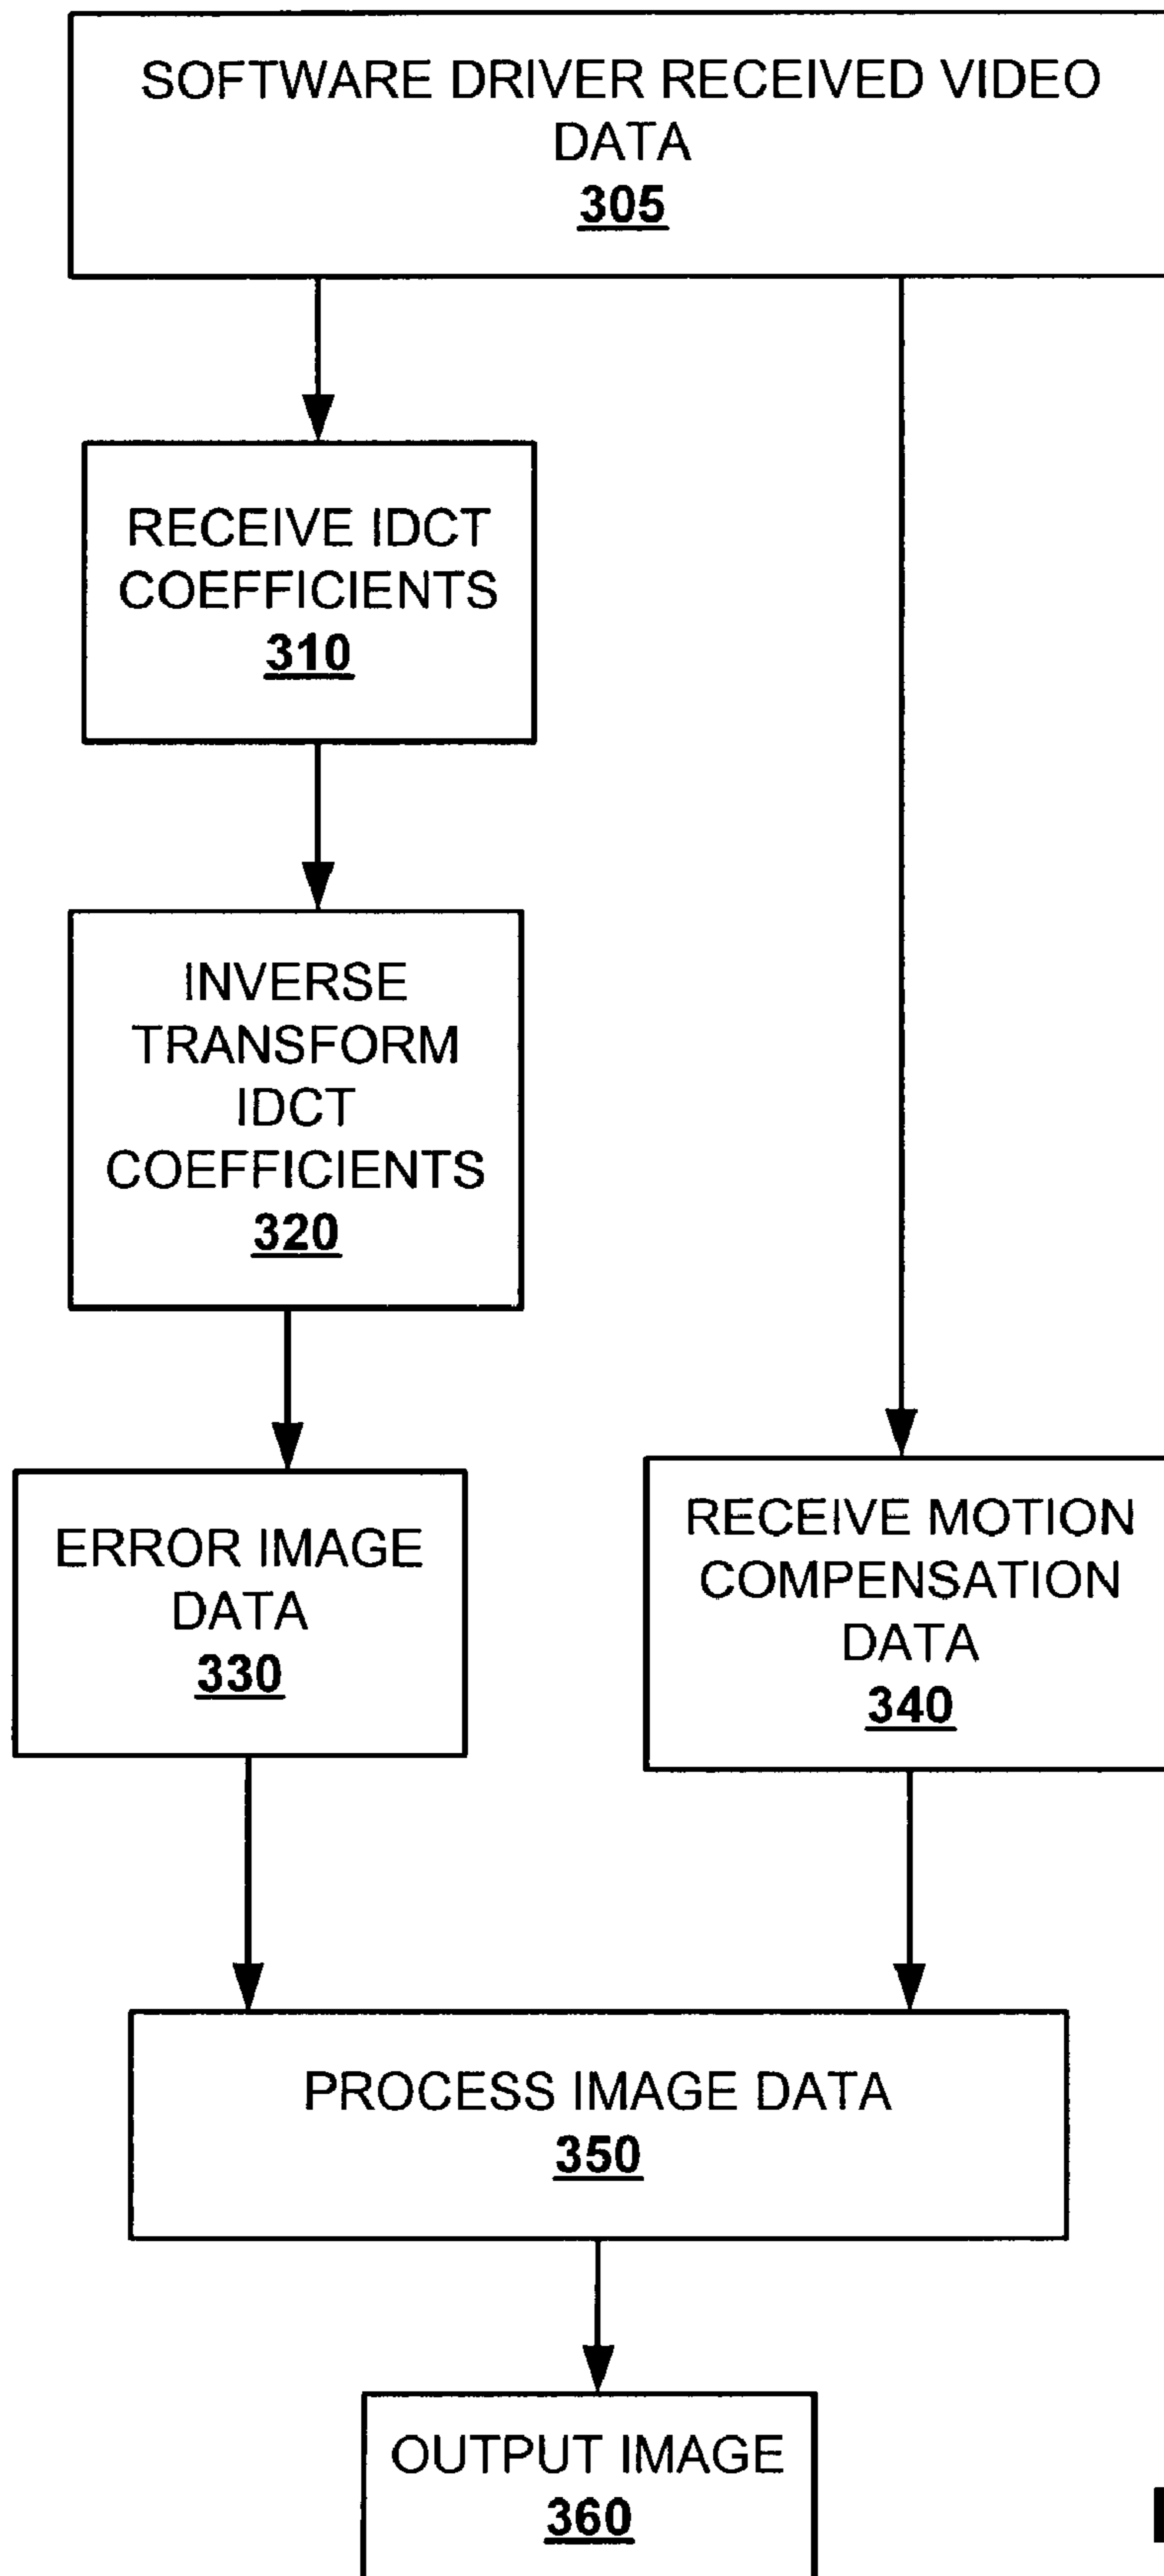 SOFTWARE DRIVER RECEIVED VIDEO
DATA
305
RECEIVE IDCT
COEFFICIENTS
310
INVERSE
TRANSFORM
IDCT
COEFFICIENTS
320
ERROR IMAGE
DATA
330
RECEIVE MOTION
COMPENSATION
DATA
340
PROCESS IMAGE DATA
350
OUTPUT IMAGE
360